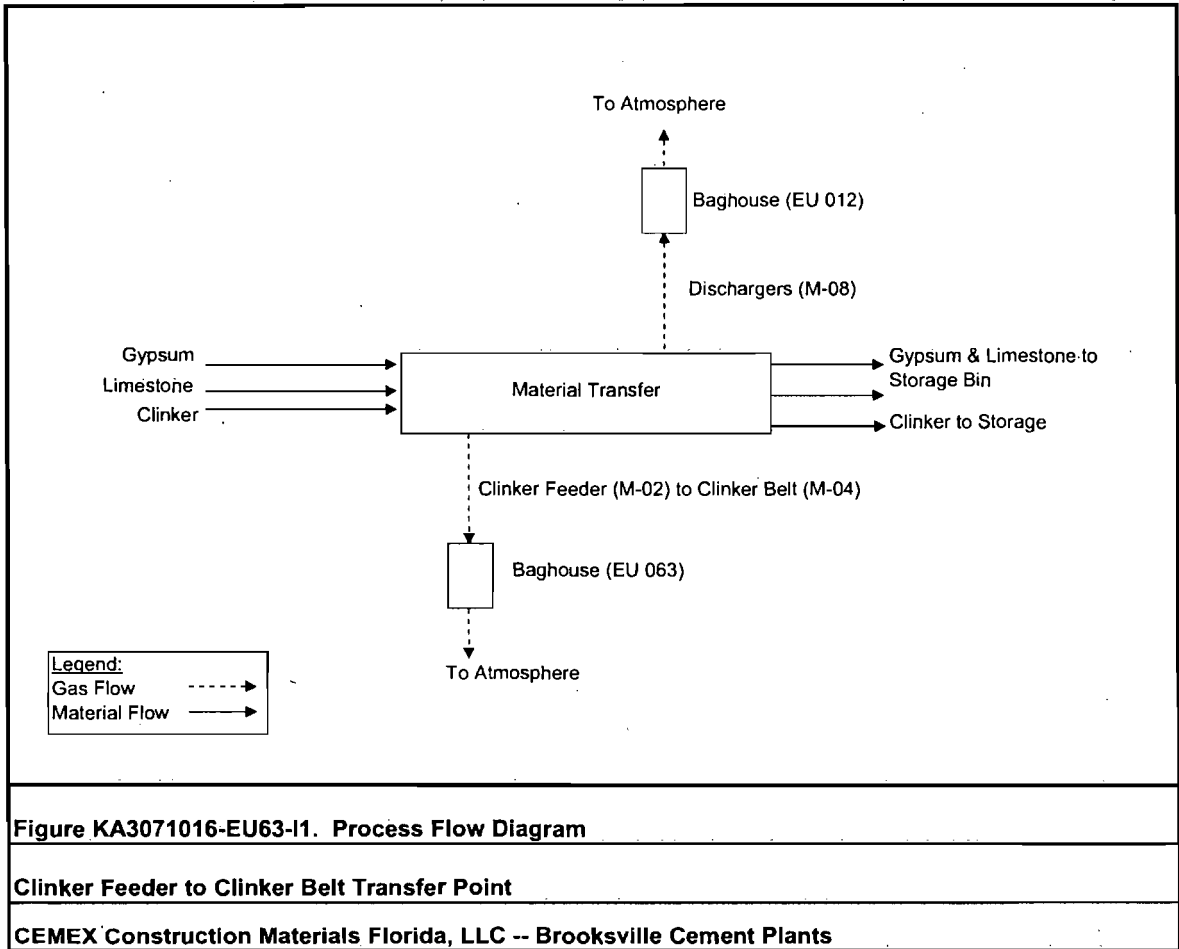 To Atmosphere
Baghouse (EU 012)
Dischargers (M-08)
Gypsum
Limestone
Clinker
Material Transfer
Gypsum & Limestone to
Storage Bin
Clinker to Storage
Clinker Feeder (M-02) to Clinker Belt (M-04)
Baghouse (EU 063)
To Atmosphere
Legend:
Gas Flow
Material Flow
Figure KA3071016-EU63-I1. Process Flow Diagram
Clinker Feeder to Clinker Belt Transfer Point
CEMEX Construction Materials Florida, LLC -- Brooksville Cement Plants